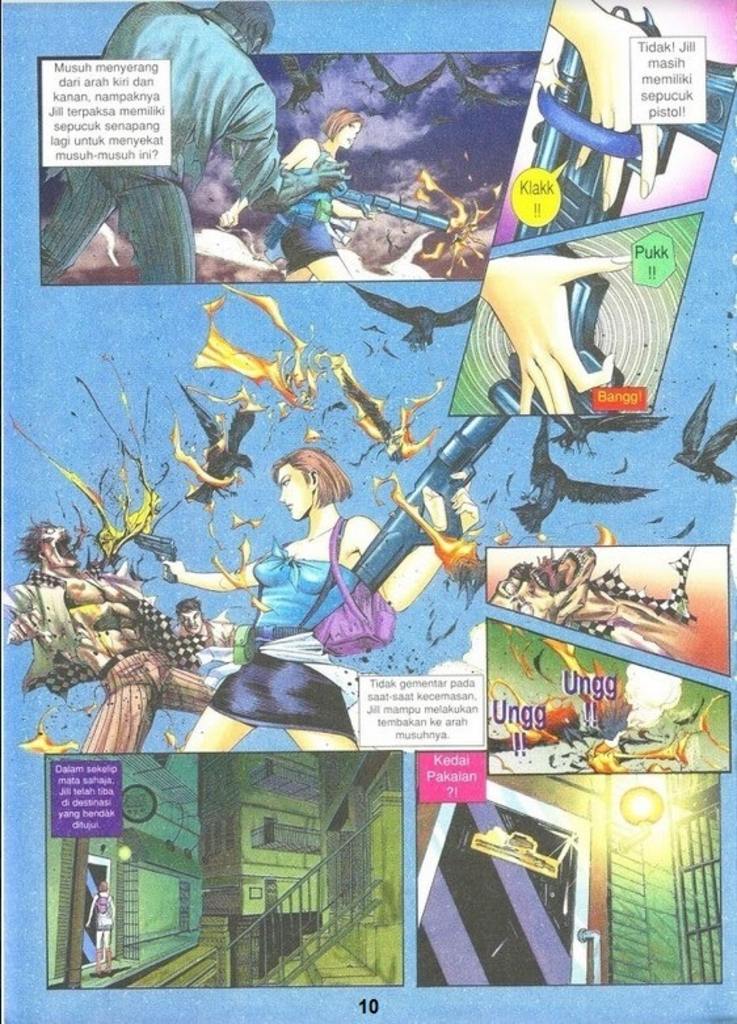 Musuh menyerang
dari arah kiri dan
kanan, nampaknya
Jill terpaksa memiliki
sepucuk senapang
lagi untuk menyekat
musuh-musuh ini?
Tidak! Jill
masih
memiliki
sepucuk
pistol!
Klakk
!!
Pukk
!!
Bangg!
Tidak gementar pada
saat-saat kecemasan,
Jill mampu melakukan
tembakan ke arah
musuhnya.
Ungg
!!
Ungg
!!
Dalam sekelip
mata sahaja,
Jill telah tiba
di destinasi
yang hendak
ditujui.
Kedai
Pakaian
?!
10